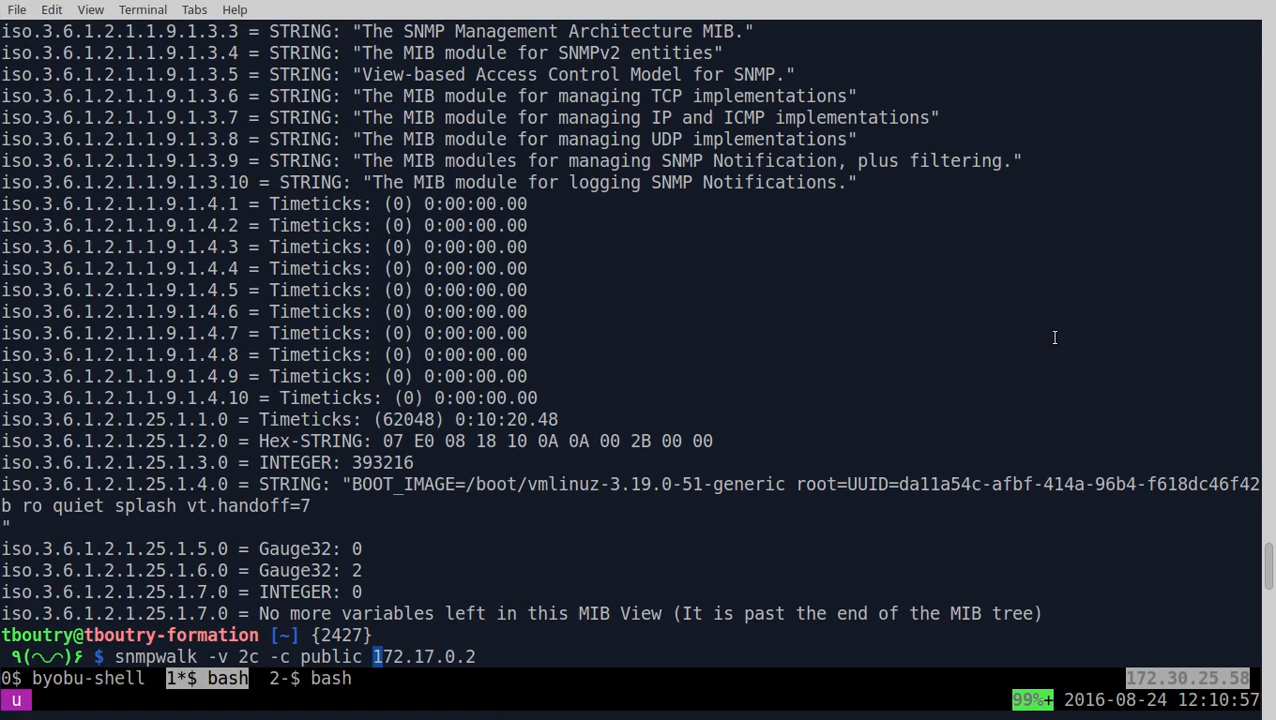 File Edit View Terminal Tabs Help
iso.3.6.1.2.1.1.9.1.3.3 = STRING: "The SNMP Management Architecture MIB."
iso.3.6.1.2.1.1.9.1.3.4 = STRING: "The MIB module for SNMPv2 entities"
iso.3.6.1.2.1.1.9.1.3.5 = STRING: "View-based Access Control Model for SNMP."
iso.3.6.1.2.1.1.9.1.3.6 = STRING: "The MIB module for managing TCP implementations"
iso.3.6.1.2.1.1.9.1.3.7 = STRING: "The MIB module for managing IP and ICMP implementations"
iso.3.6.1.2.1.1.9.1.3.8 = STRING: "The MIB module for managing UDP implementations"
iso.3.6.1.2.1.1.9.1.3.9 = STRING: "The MIB modules for managing SNMP Notification, plus filtering."
iso.3.6.1.2.1.1.9.1.3.10 = STRING: "The MIB module for logging SNMP Notifications."
iso.3.6.1.2.1.1.9.1.4.1 = Timeticks: (0) 0:00:00.00
iso.3.6.1.2.1.1.9.1.4.2 = Timeticks: (0) 0:00:00.00
iso.3.6.1.2.1.1.9.1.4.3 = Timeticks: (0) 0:00:00.00
iso.3.6.1.2.1.1.9.1.4.4 = Timeticks: (0) 0:00:00.00
iso.3.6.1.2.1.1.9.1.4.5 = Timeticks: (0) 0:00:00.00
iso.3.6.1.2.1.1.9.1.4.6 = Timeticks: (0) 0:00:00.00
iso.3.6.1.2.1.1.9.1.4.7 = Timeticks: (0) 0:00:00.00
iso.3.6.1.2.1.1.9.1.4.8 = Timeticks: (0) 0:00:00.00
iso.3.6.1.2.1.1.9.1.4.9 = Timeticks: (0) 0:00:00.00
iso.3.6.1.2.1.1.9.1.4.10 = Timeticks: (0) 0:00:00.00
iso.3.6.1.2.1.25.1.1.0 = Timeticks: (62048) 0:10:20.48
iso.3.6.1.2.1.25.1.2.0 = Hex-STRING: 07 E0 08 18 10 0A 0A 00 2B 00 00
iso.3.6.1.2.1.25.1.3.0 = INTEGER: 393216
iso.3.6.1.2.1.25.1.4.0 = STRING: "BOOT_IMAGE=/boot/vmlinuz-3.19.0-51-generic root=UUID=da11a54c-afbf-414a-96b4-f618dc46f42
b ro quiet splash vt.handoff=7
"
iso.3.6.1.2.1.25.1.5.0 = Gauge32: 0
iso.3.6.1.2.1.25.1.6.0 = Gauge32: 2
iso.3.6.1.2.1.25.1.7.0 = INTEGER: 0
iso.3.6.1.2.1.25.1.7.0 = No more variables left in this MIB View (It is past the end of the MIB tree)
tboutry@tboutry-formation [~] {2427}
٩(◡◡)۶ $ snmpwalk -v 2c -c public 172.17.0.2
0$ byobu-shell 1*$ bash 2-$ bash 172.30.25.58
u 99%+ 2016-08-24 12:10:57